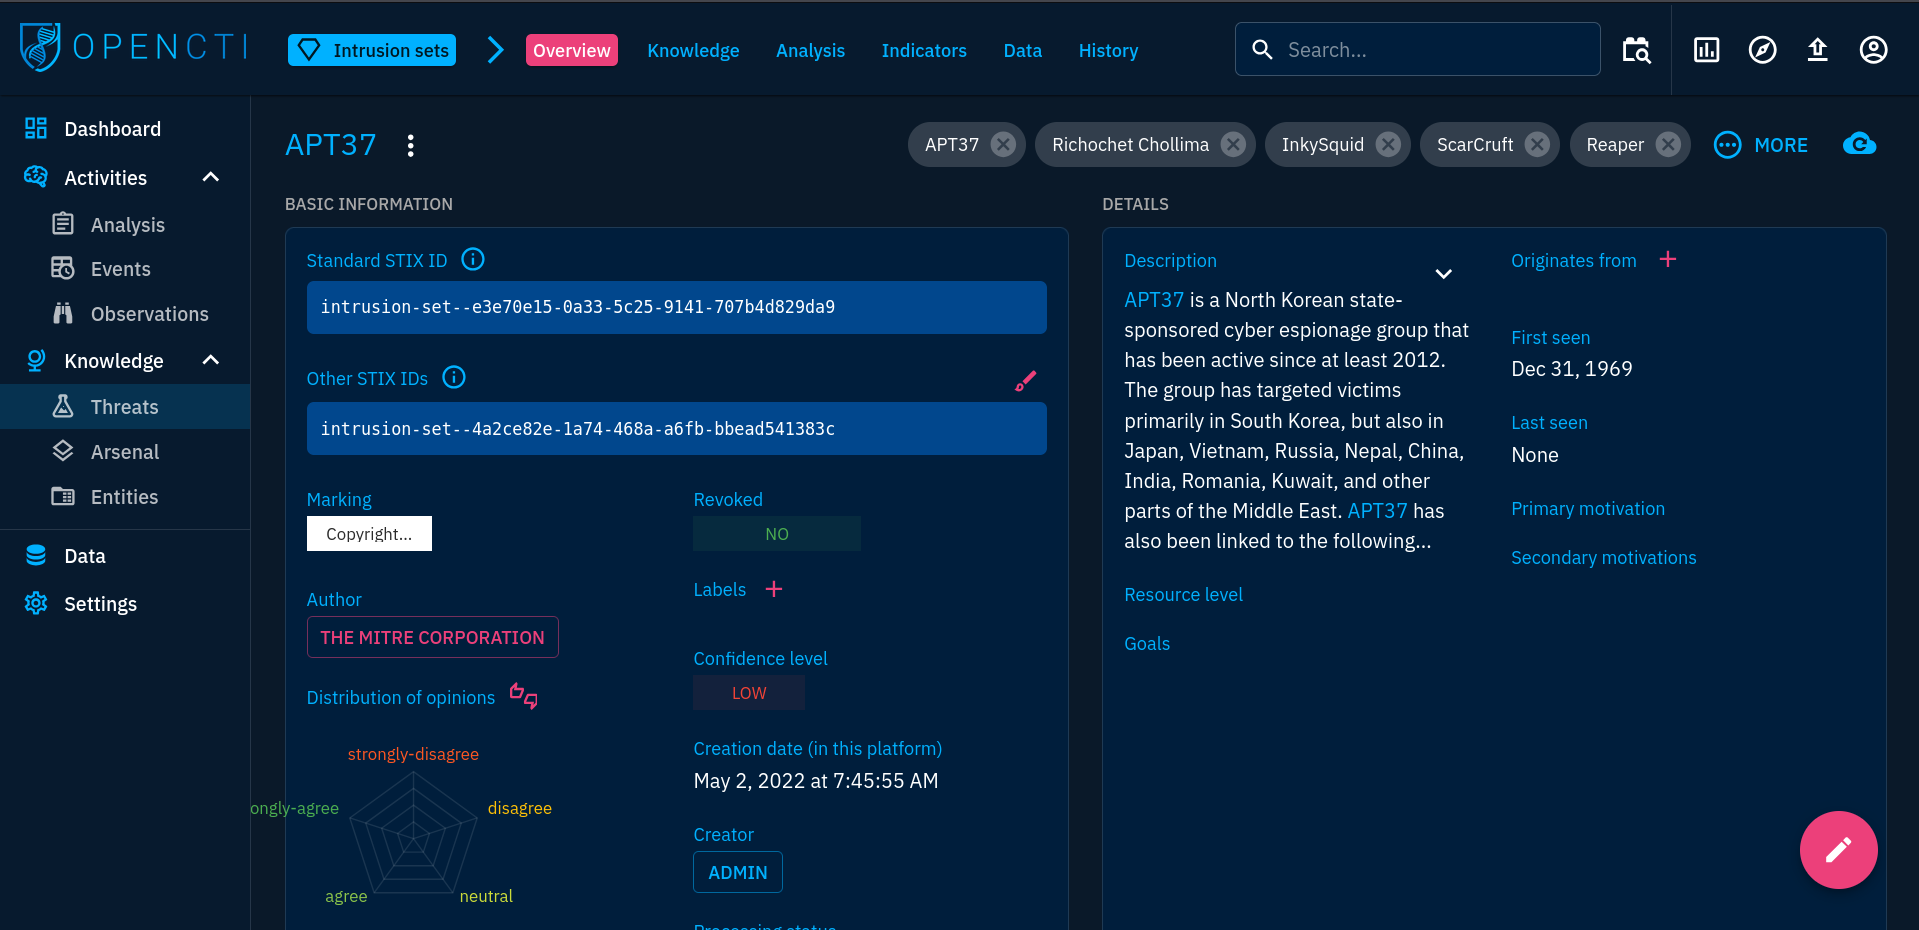 OPENCTI
Intrusion sets
Overview
Knowledge
Analysis
Indicators
Data
History
Search...
Dashboard
Activities
Analysis
Events
Observations
Knowledge
Threats
Arsenal
Entities
Data
Settings
APT37
APT37
Richochet Chollima
InkySquid
ScarCruft
Reaper
MORE
BASIC INFORMATION
Standard STIX ID
intrusion-set--e3e70e15-0a33-5c25-9141-707b4d829da9
Other STIX IDs
intrusion-set--4a2ce82e-1a74-468a-a6fb-bbead541383c
Marking
Copyright...
Revoked
NO
Labels
Author
THE MITRE CORPORATION
Confidence level
LOW
Distribution of opinions
strongly-disagree
ongly-agree
disagree
agree
neutral
Creation date (in this platform)
May 2, 2022 at 7:45:55 AM
Creator
ADMIN
Processing status
DETAILS
Description
APT37 is a North Korean state-
sponsored cyber espionage group that
has been active since at least 2012.
The group has targeted victims
primarily in South Korea, but also in
Japan, Vietnam, Russia, Nepal, China,
India, Romania, Kuwait, and other
parts of the Middle East. APT37 has
also been linked to the following...
Resource level
Goals
Originates from
First seen
Dec 31, 1969
Last seen
None
Primary motivation
Secondary motivations